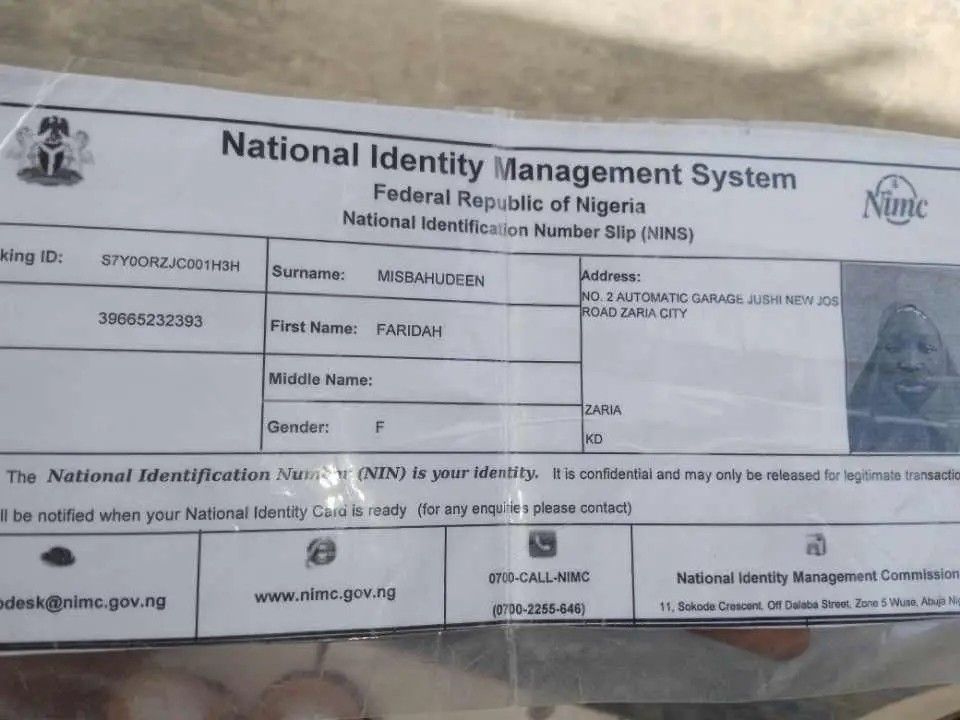 National Identity Management System
Federal Republic of Nigeria
National Identification Number Slip (NINS)
Nimc
king ID: S7Y0ORZJC001H3H
39665232393
Surname: MISBAHUDEEN
First Name: FARIDAH
Middle Name:
Gender: F
Address:
NO. 2 AUTOMATIC GARAGE JUSHI NEW JOS
ROAD ZARIA CITY
ZARIA
KD
The National Identification Number (NIN) is your identity. It is confidential and may only be released for legitimate transactio
ll be notified when your National Identity Card is ready (for any enquiries please contact)
pdesk@nimc.gov.ng
www.nimc.gov.ng
0700-CALL-NIMC
(0700-2255-646)
National Identity Management Commission
11, Sokode Crescent, Off Dalaba Street, Zone 5 Wuse, Abuja Nig